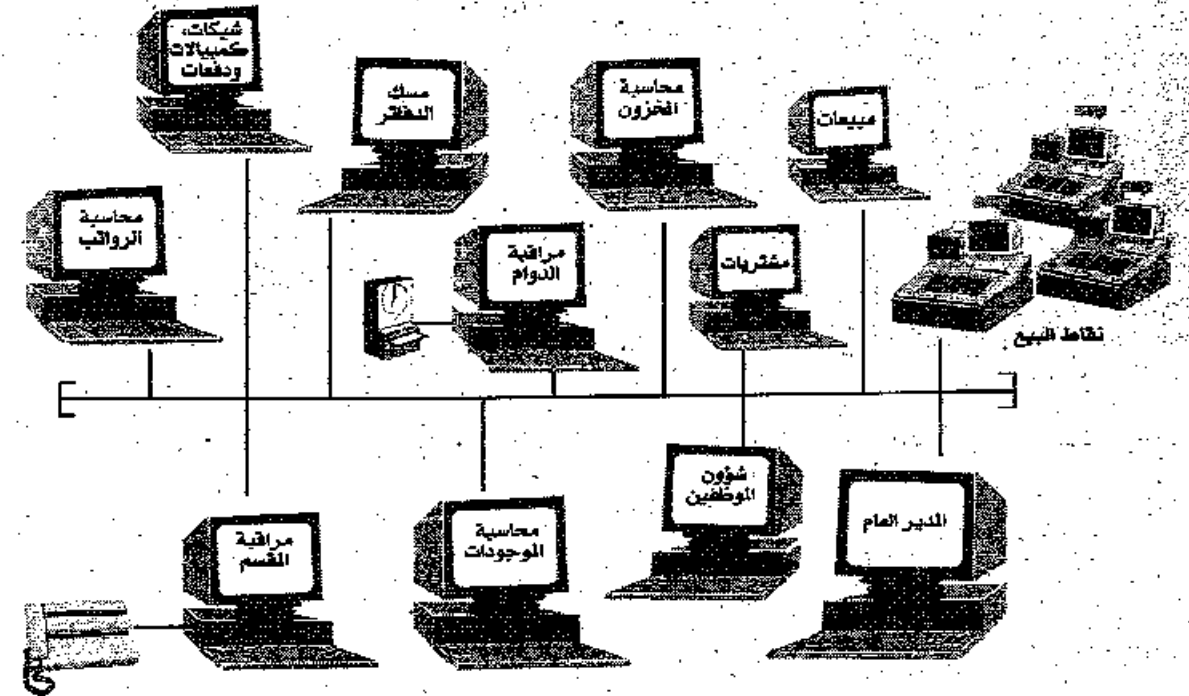 شيكات،
كمبيالات
ودفعات
مسك
الدفاتر
محاسبة
المخزون
مبيعات
محاسبة
الرواتب
مراقبة
الدوام
مشتريات
نقاط البيع
شؤون
الموظفين
المدير العام
محاسبة
الموجودات
مراقبة
المقسم